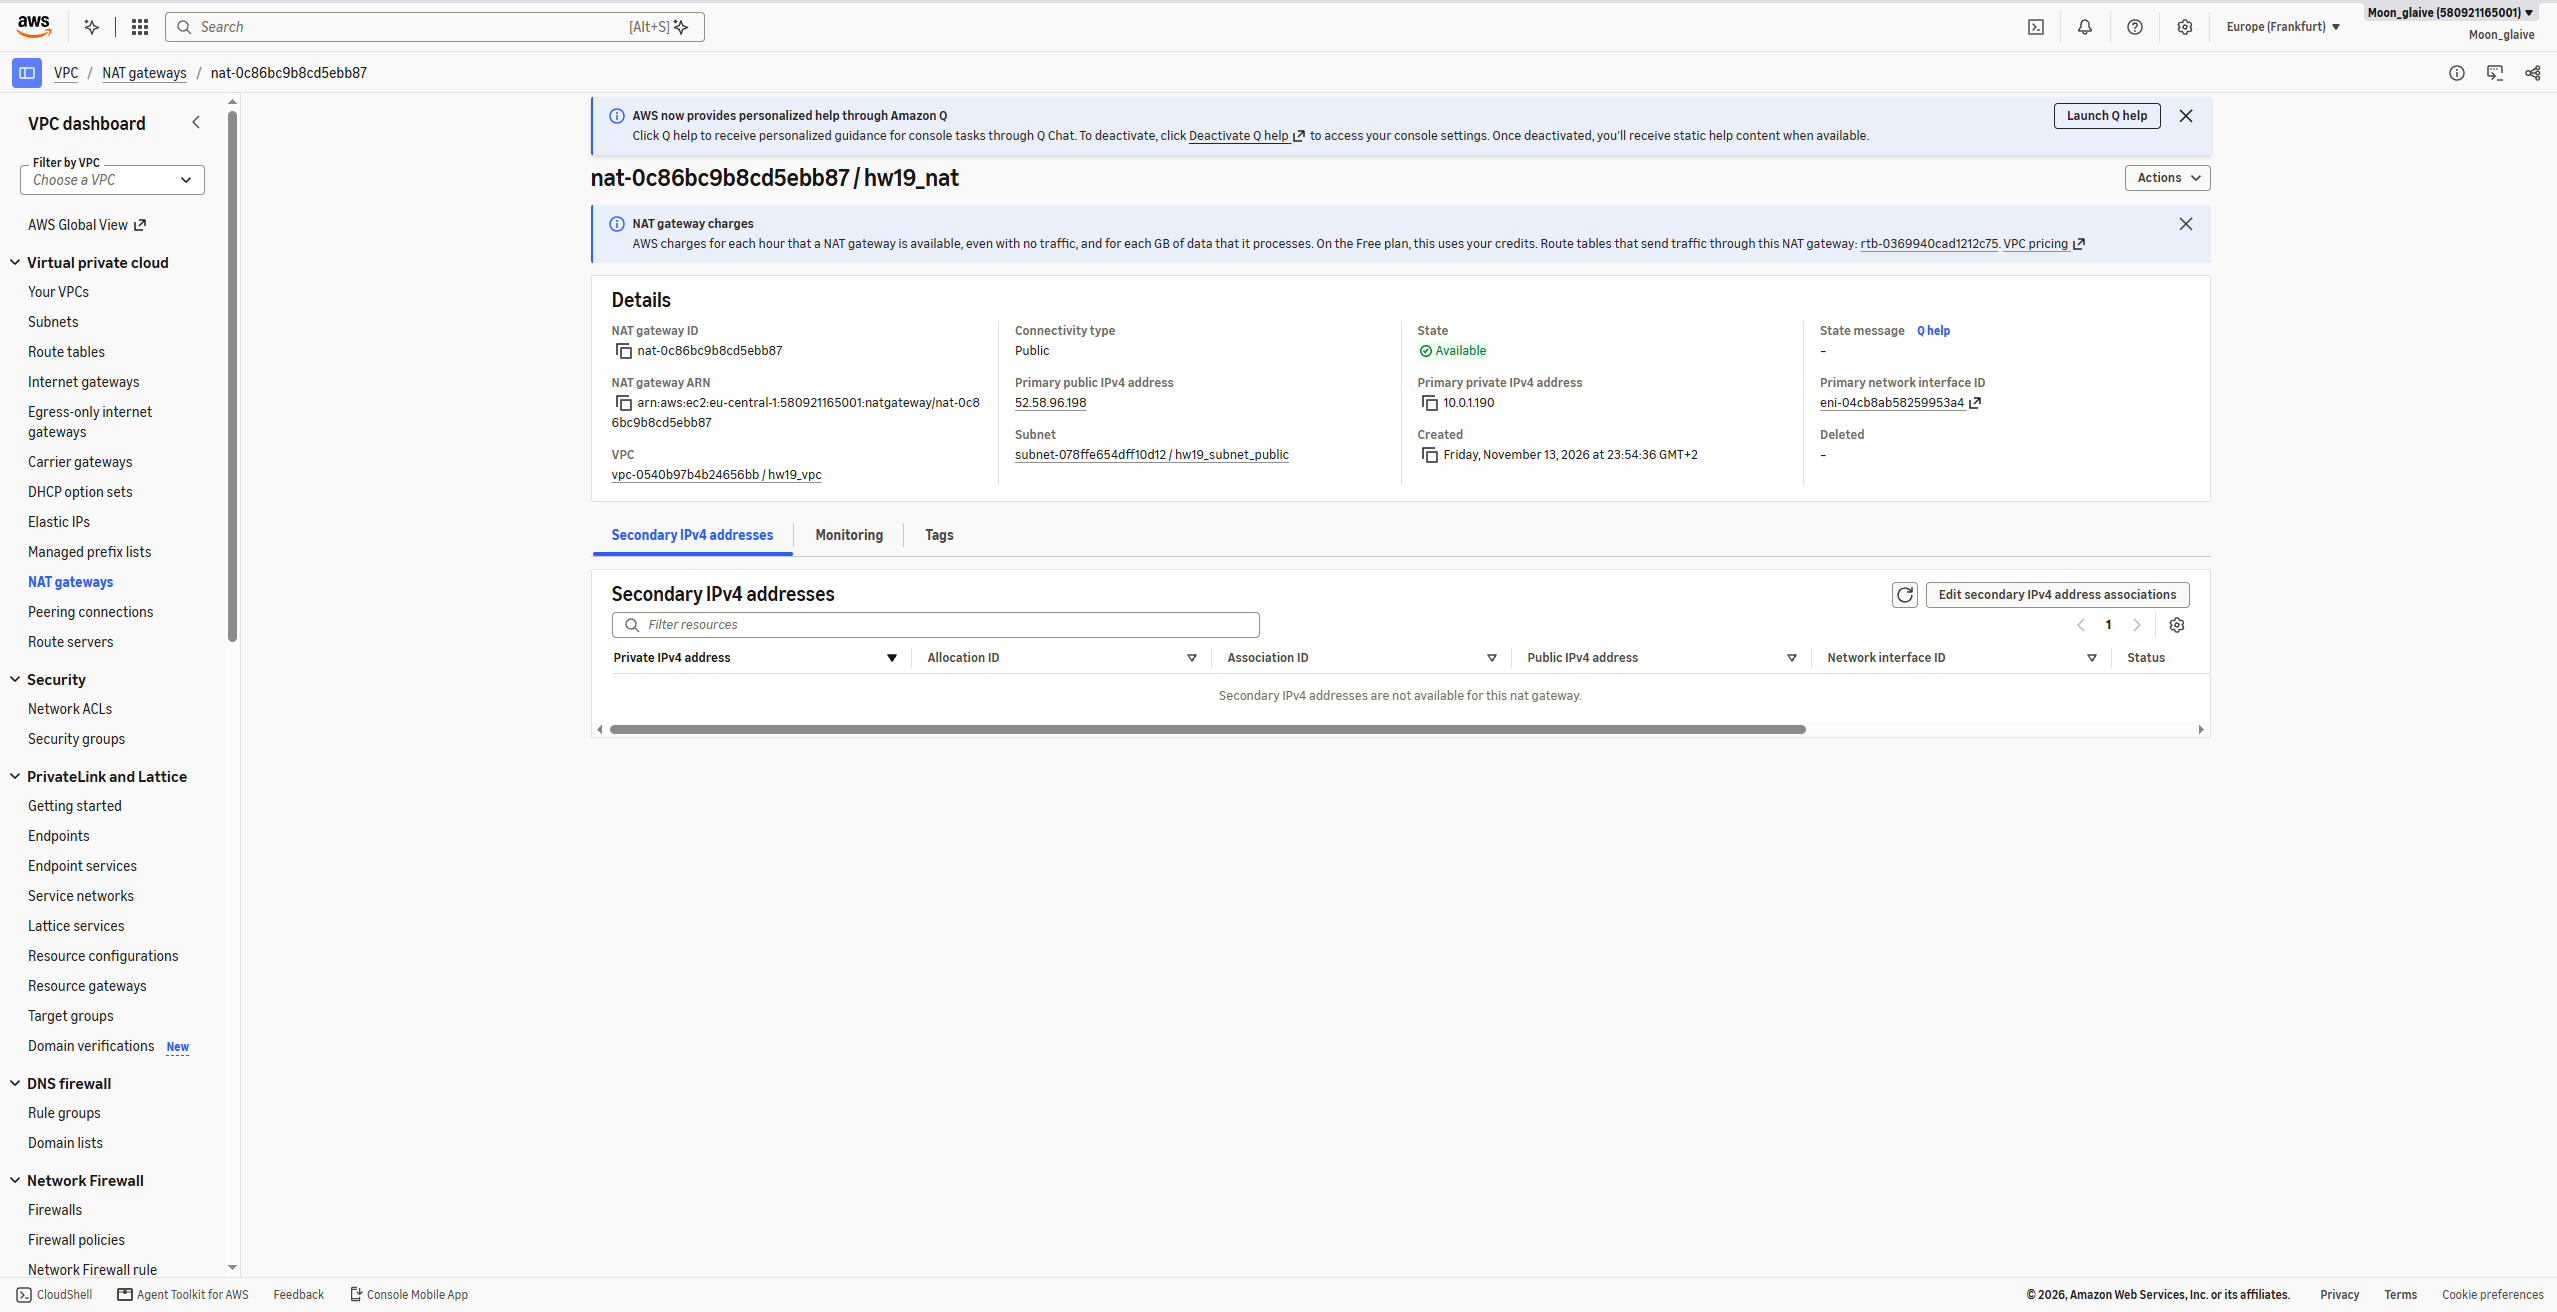 aws
Search
[Alt+S]
Europe (Frankfurt)
Moon_glaive (580921165001)
Moon_glaive
VPC / NAT gateways / nat-0c86bc9b8cd5ebb87
VPC dashboard
Filter by VPC
Choose a VPC
AWS Global View
Virtual private cloud
Your VPCs
Subnets
Route tables
Internet gateways
Egress-only internet
gateways
Carrier gateways
DHCP option sets
Elastic IPs
Managed prefix lists
NAT gateways
Peering connections
Route servers
Security
Network ACLs
Security groups
PrivateLink and Lattice
Getting started
Endpoints
Endpoint services
Service networks
Lattice services
Resource configurations
Resource gateways
Target groups
Domain verifications New
DNS firewall
Rule groups
Domain lists
Network Firewall
Firewalls
Firewall policies
Network Firewall rule
AWS now provides personalized help through Amazon Q
Click Q help to receive personalized guidance for console tasks through Q Chat. To deactivate, click Deactivate Q help to access your console settings. Once deactivated, you'll receive static help content when available.
Launch Q help
nat-0c86bc9b8cd5ebb87 / hw19_nat
Actions
NAT gateway charges
AWS charges for each hour that a NAT gateway is available, even with no traffic, and for each GB of data that it processes. On the Free plan, this uses your credits. Route tables that send traffic through this NAT gateway: rtb-0369940cad1212c75. VPC pricing
Details
NAT gateway ID
nat-0c86bc9b8cd5ebb87
NAT gateway ARN
arn:aws:ec2:eu-central-1:580921165001:natgateway/nat-0c8
6bc9b8cd5ebb87
VPC
vpc-0540b97b4b24656bb / hw19_vpc
Connectivity type
Public
Primary public IPv4 address
52.58.96.198
Subnet
subnet-078ffe654dff10d12 / hw19_subnet_public
State
Available
Primary private IPv4 address
10.0.1.190
Created
Friday, November 13, 2026 at 23:54:36 GMT+2
State message Q help
–
Primary network interface ID
eni-04cb8ab58259953a4
Deleted
–
Secondary IPv4 addresses
Monitoring
Tags
Secondary IPv4 addresses
Edit secondary IPv4 address associations
Filter resources
1
Private IPv4 address
Allocation ID
Association ID
Public IPv4 address
Network interface ID
Status
Secondary IPv4 addresses are not available for this nat gateway.
CloudShell
Agent Toolkit for AWS
Feedback
Console Mobile App
© 2026, Amazon Web Services, Inc. or its affiliates.
Privacy
Terms
Cookie preferences